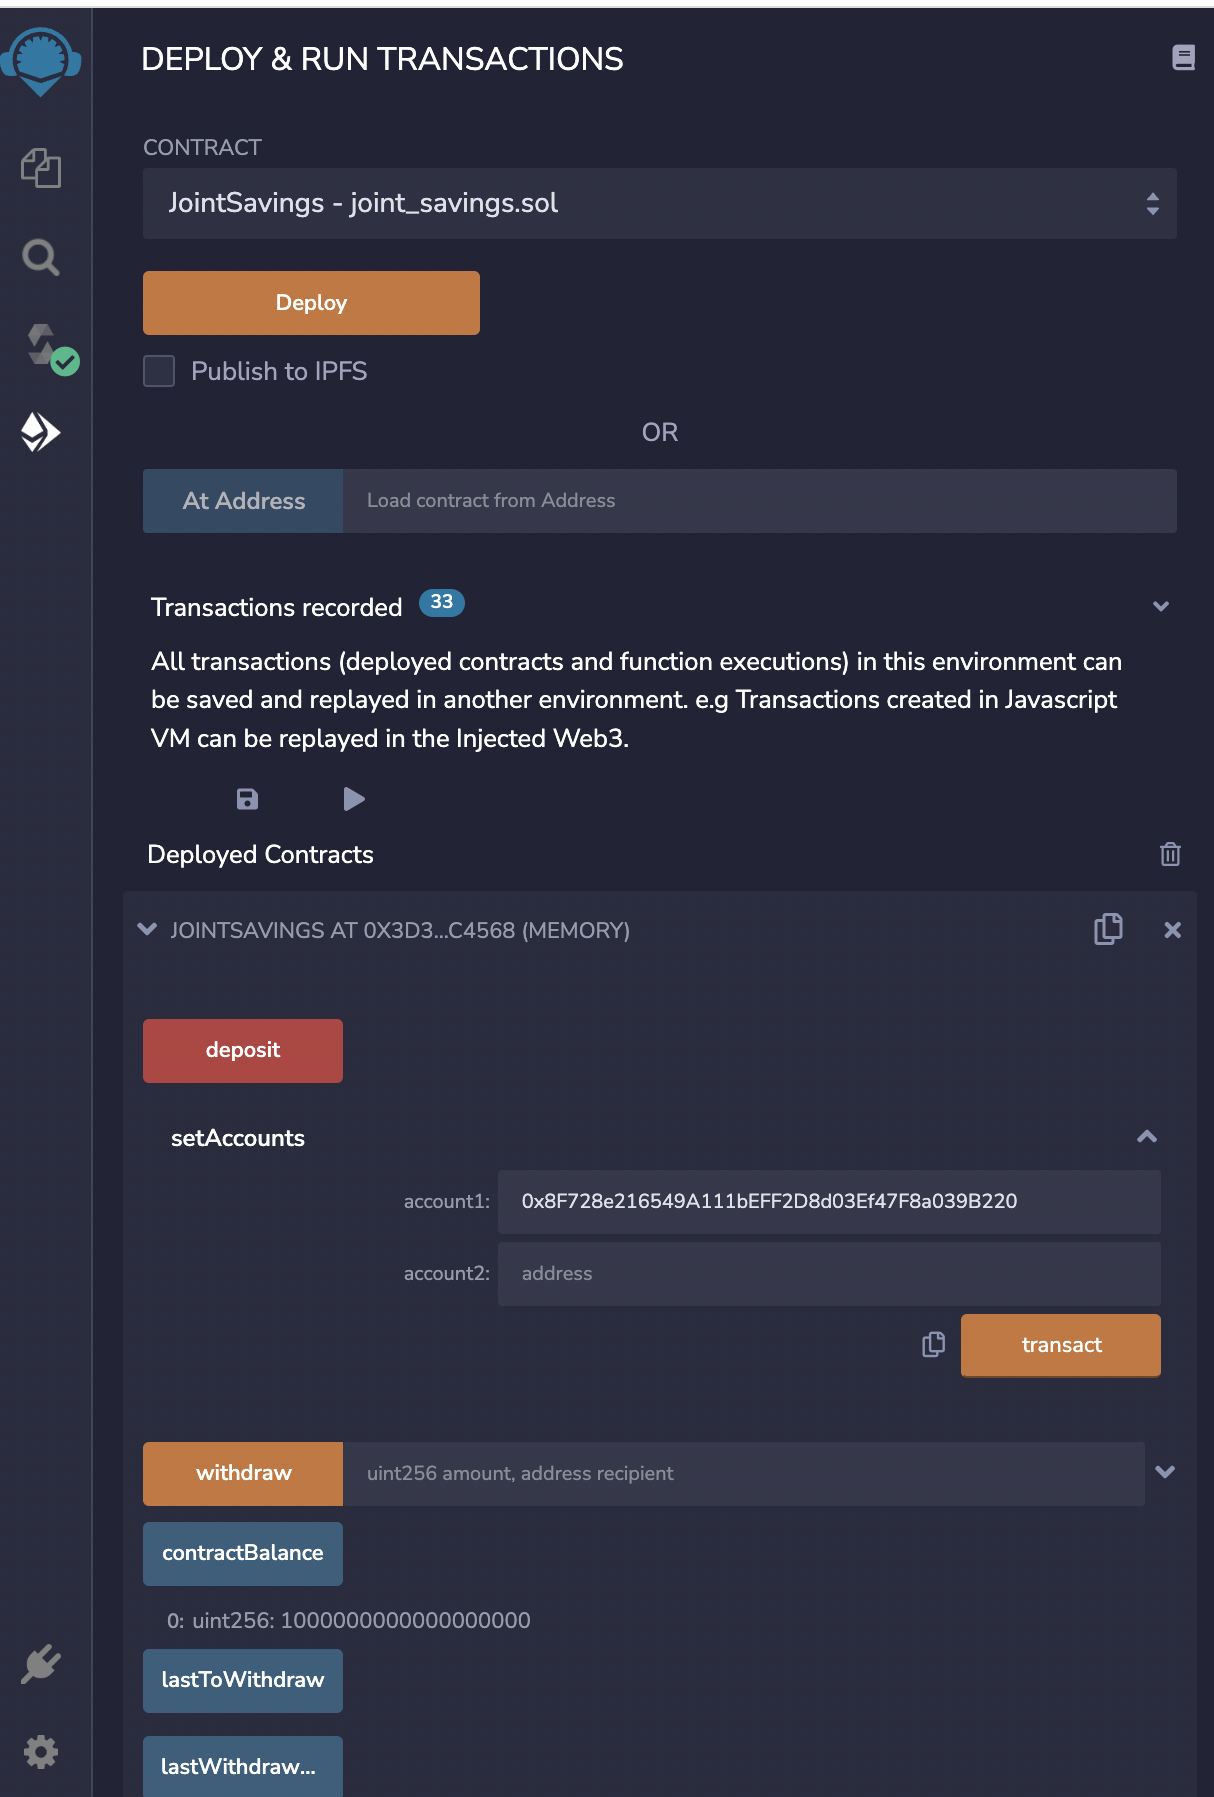 DEPLOY & RUN TRANSACTIONS
CONTRACT
JointSavings - joint_savings.sol
Deploy
Publish to IPFS
OR
At Address
Load contract from Address
Transactions recorded 33
All transactions (deployed contracts and function executions) in this environment can
be saved and replayed in another environment. e.g Transactions created in Javascript
VM can be replayed in the Injected Web3.
Deployed Contracts
JOINTSAVINGS AT 0X3D3...C4568 (MEMORY)
deposit
setAccounts
account1: 0x8F728e216549A111bEFF2D8d03Ef47F8a039B220
account2: address
transact
withdraw
uint256 amount, address recipient
contractBalance
0: uint256: 1000000000000000000
lastToWithdraw
lastWithdraw...